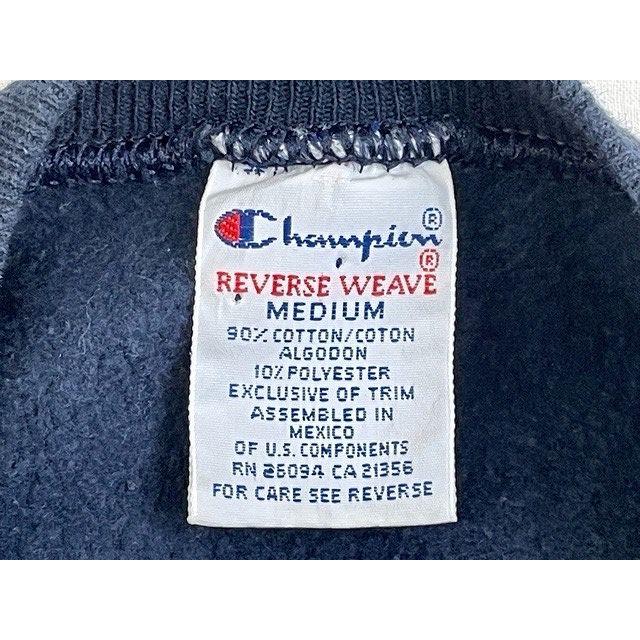 Champion®
REVERSE WEAVE®
MEDIUM
90% COTTON/COTON
ALGODON
10% POLYESTER
EXCLUSIVE OF TRIM
ASSEMBLED IN
MEXICO
OF U.S. COMPONENTS
RN 26094 CA 21356
FOR CARE SEE REVERSE